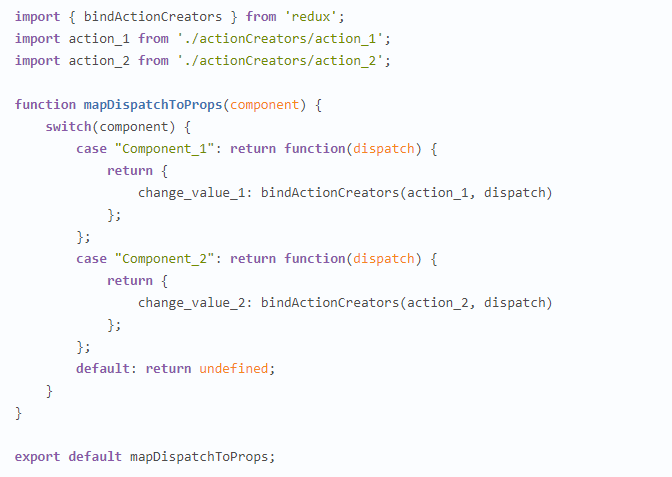 import { bindActionCreators } from 'redux';
import action_1 from './actionCreators/action_1';
import action_2 from './actionCreators/action_2';

function mapDispatchToProps(component) {
    switch(component) {
        case "Component_1": return function(dispatch) {
            return {
                change_value_1: bindActionCreators(action_1, dispatch)
            };
        };
        case "Component_2": return function(dispatch) {
            return {
                change_value_2: bindActionCreators(action_2, dispatch)
            };
        };
        default: return undefined;
    }
}

export default mapDispatchToProps;